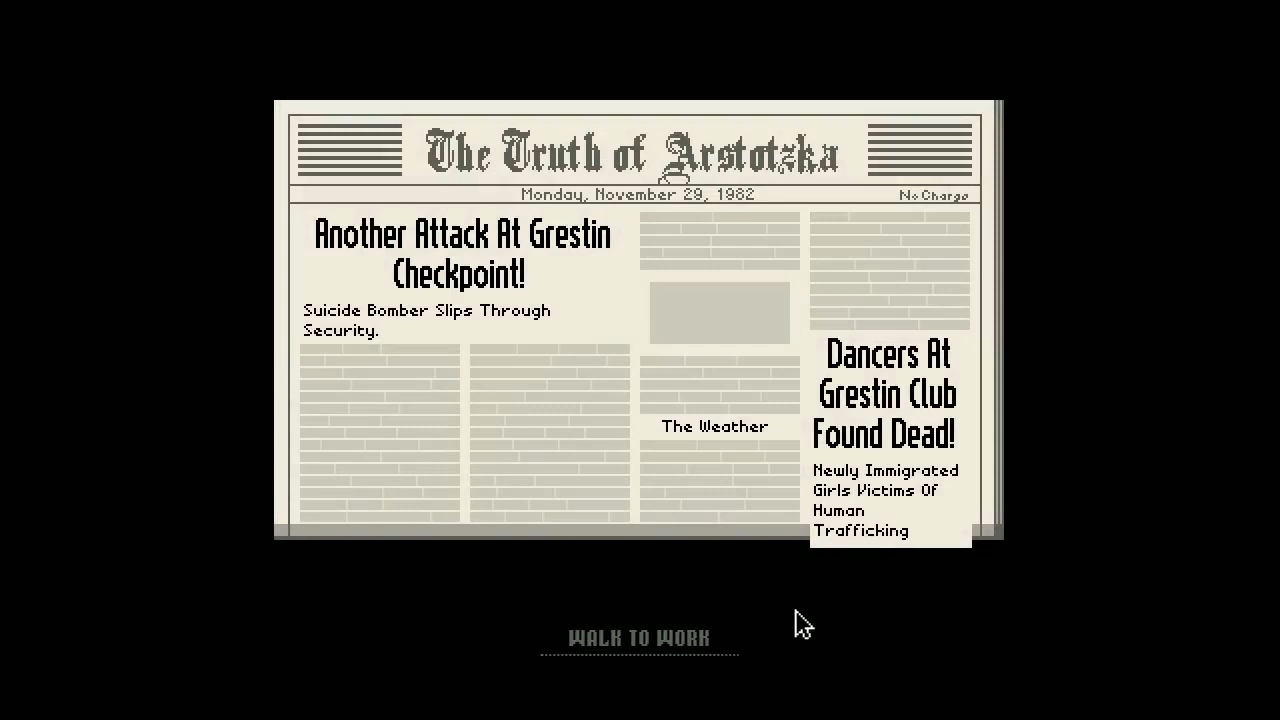 The Truth of Arstotzka
Monday, November 29, 1982
No Charge
Another Attack At Grestin
Checkpoint!
Suicide Bomber Slips Through
Security.
The Weather
Dancers At
Grestin Club
Found Dead!
Newly Immigrated
Girls Victims Of
Human
Trafficking
WALK TO WORK